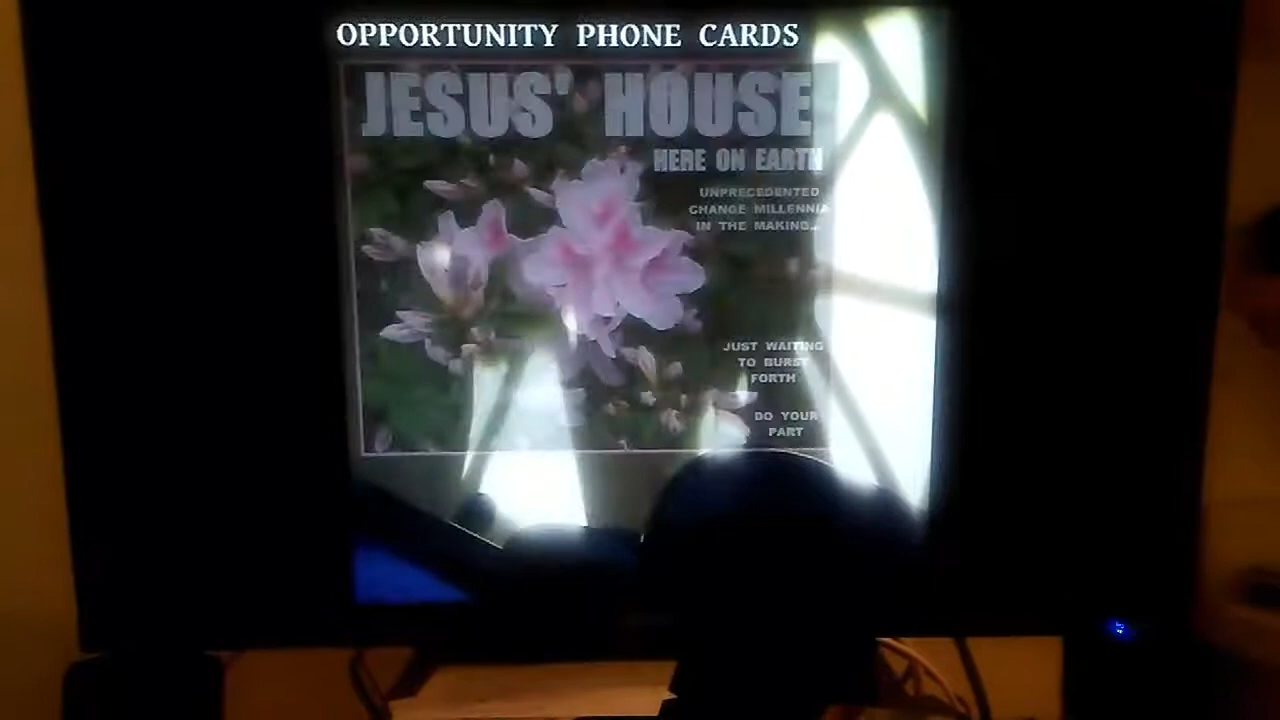 OPPORTUNITY PHONE CARDS
JESUS' HOUSE
HERE ON EARTH
UNPRECEDENTED
CHANGE MILLENNIA
IN THE MAKING...
JUST WAITING
TO BURST
FORTH
DO YOUR
PART